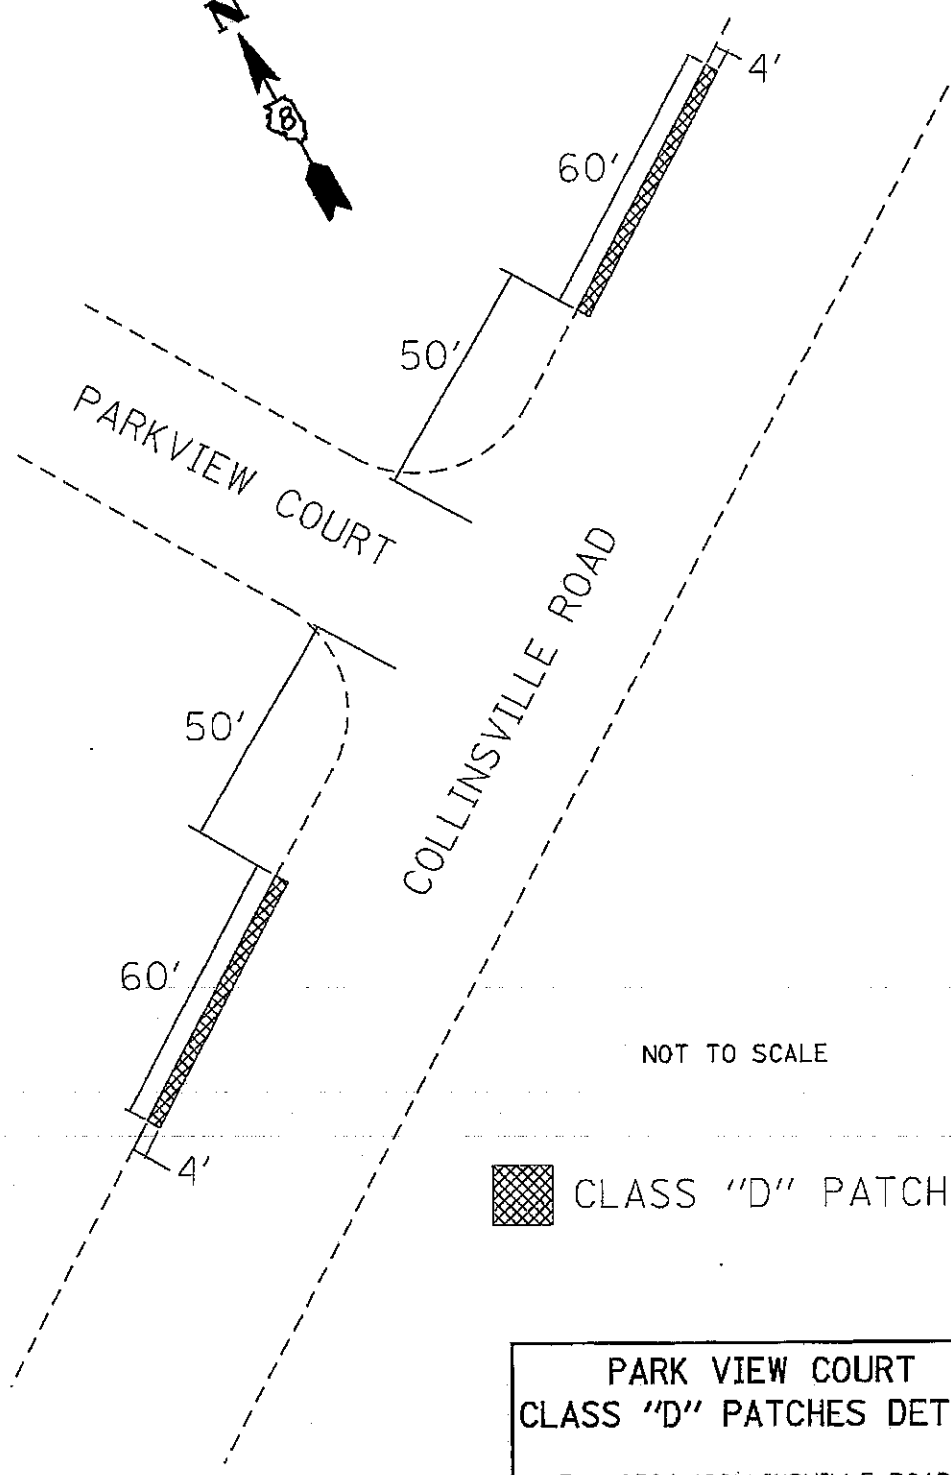 N
8
4'
60'
50'
PARKVIEW COURT
COLLINSVILLE ROAD
50'
60'
4'
NOT TO SCALE
CLASS "D" PATCH
PARK VIEW COURT
CLASS "D" PATCHES DET